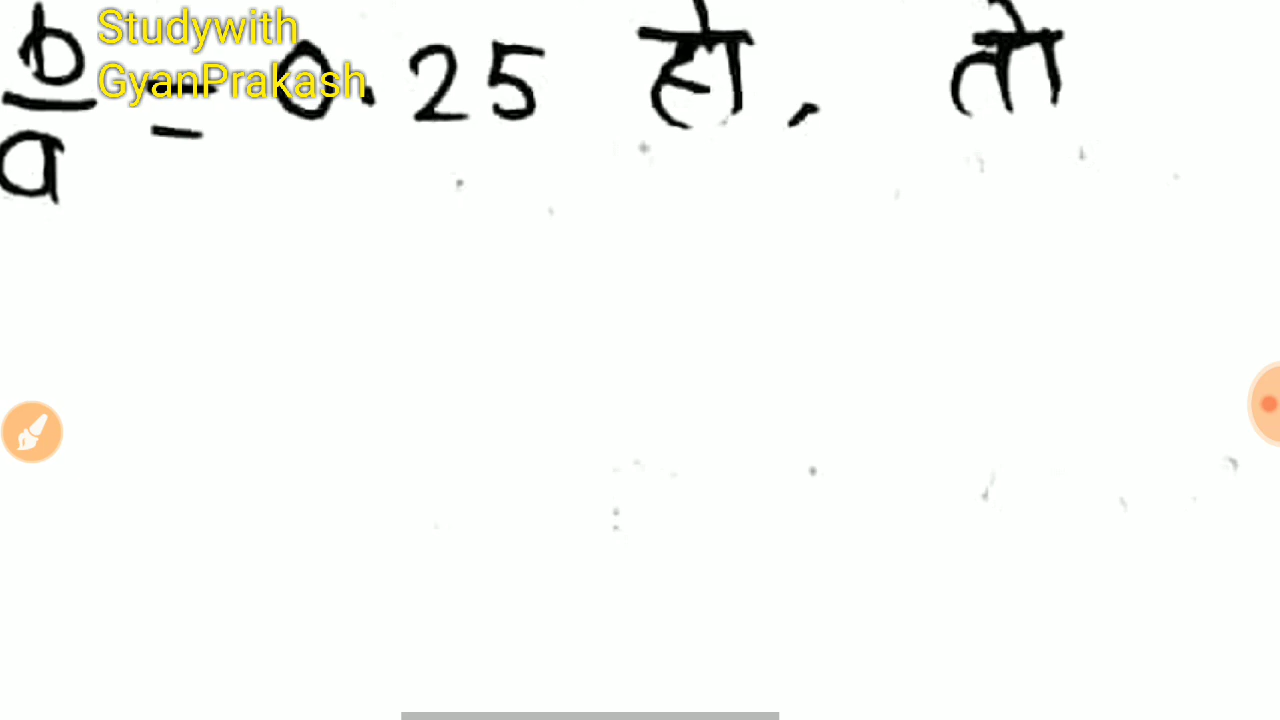 Studywith
GyanPrakash
b/a = 0.25 हो, तो